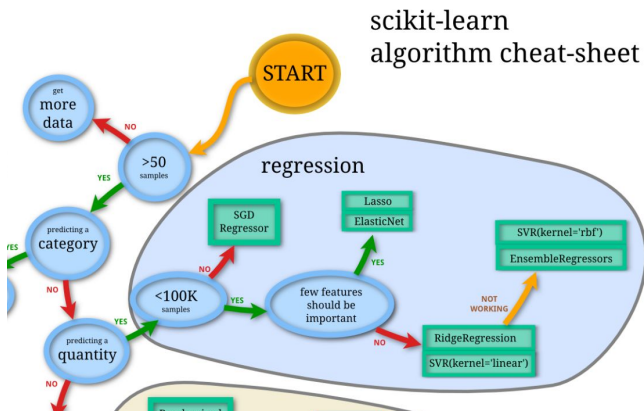 scikit-learn
algorithm cheat-sheet
START
get
more
data
NO
>50
samples
YES
predicting a
category
YES
NO
predicting a
quantity
YES
NO
regression
<100K
samples
NO
SGD
Regressor
YES
few features
should be
important
YES
Lasso
ElasticNet
NO
RidgeRegression
SVR(kernel='linear')
NOT
WORKING
SVR(kernel='rbf')
EnsembleRegressors